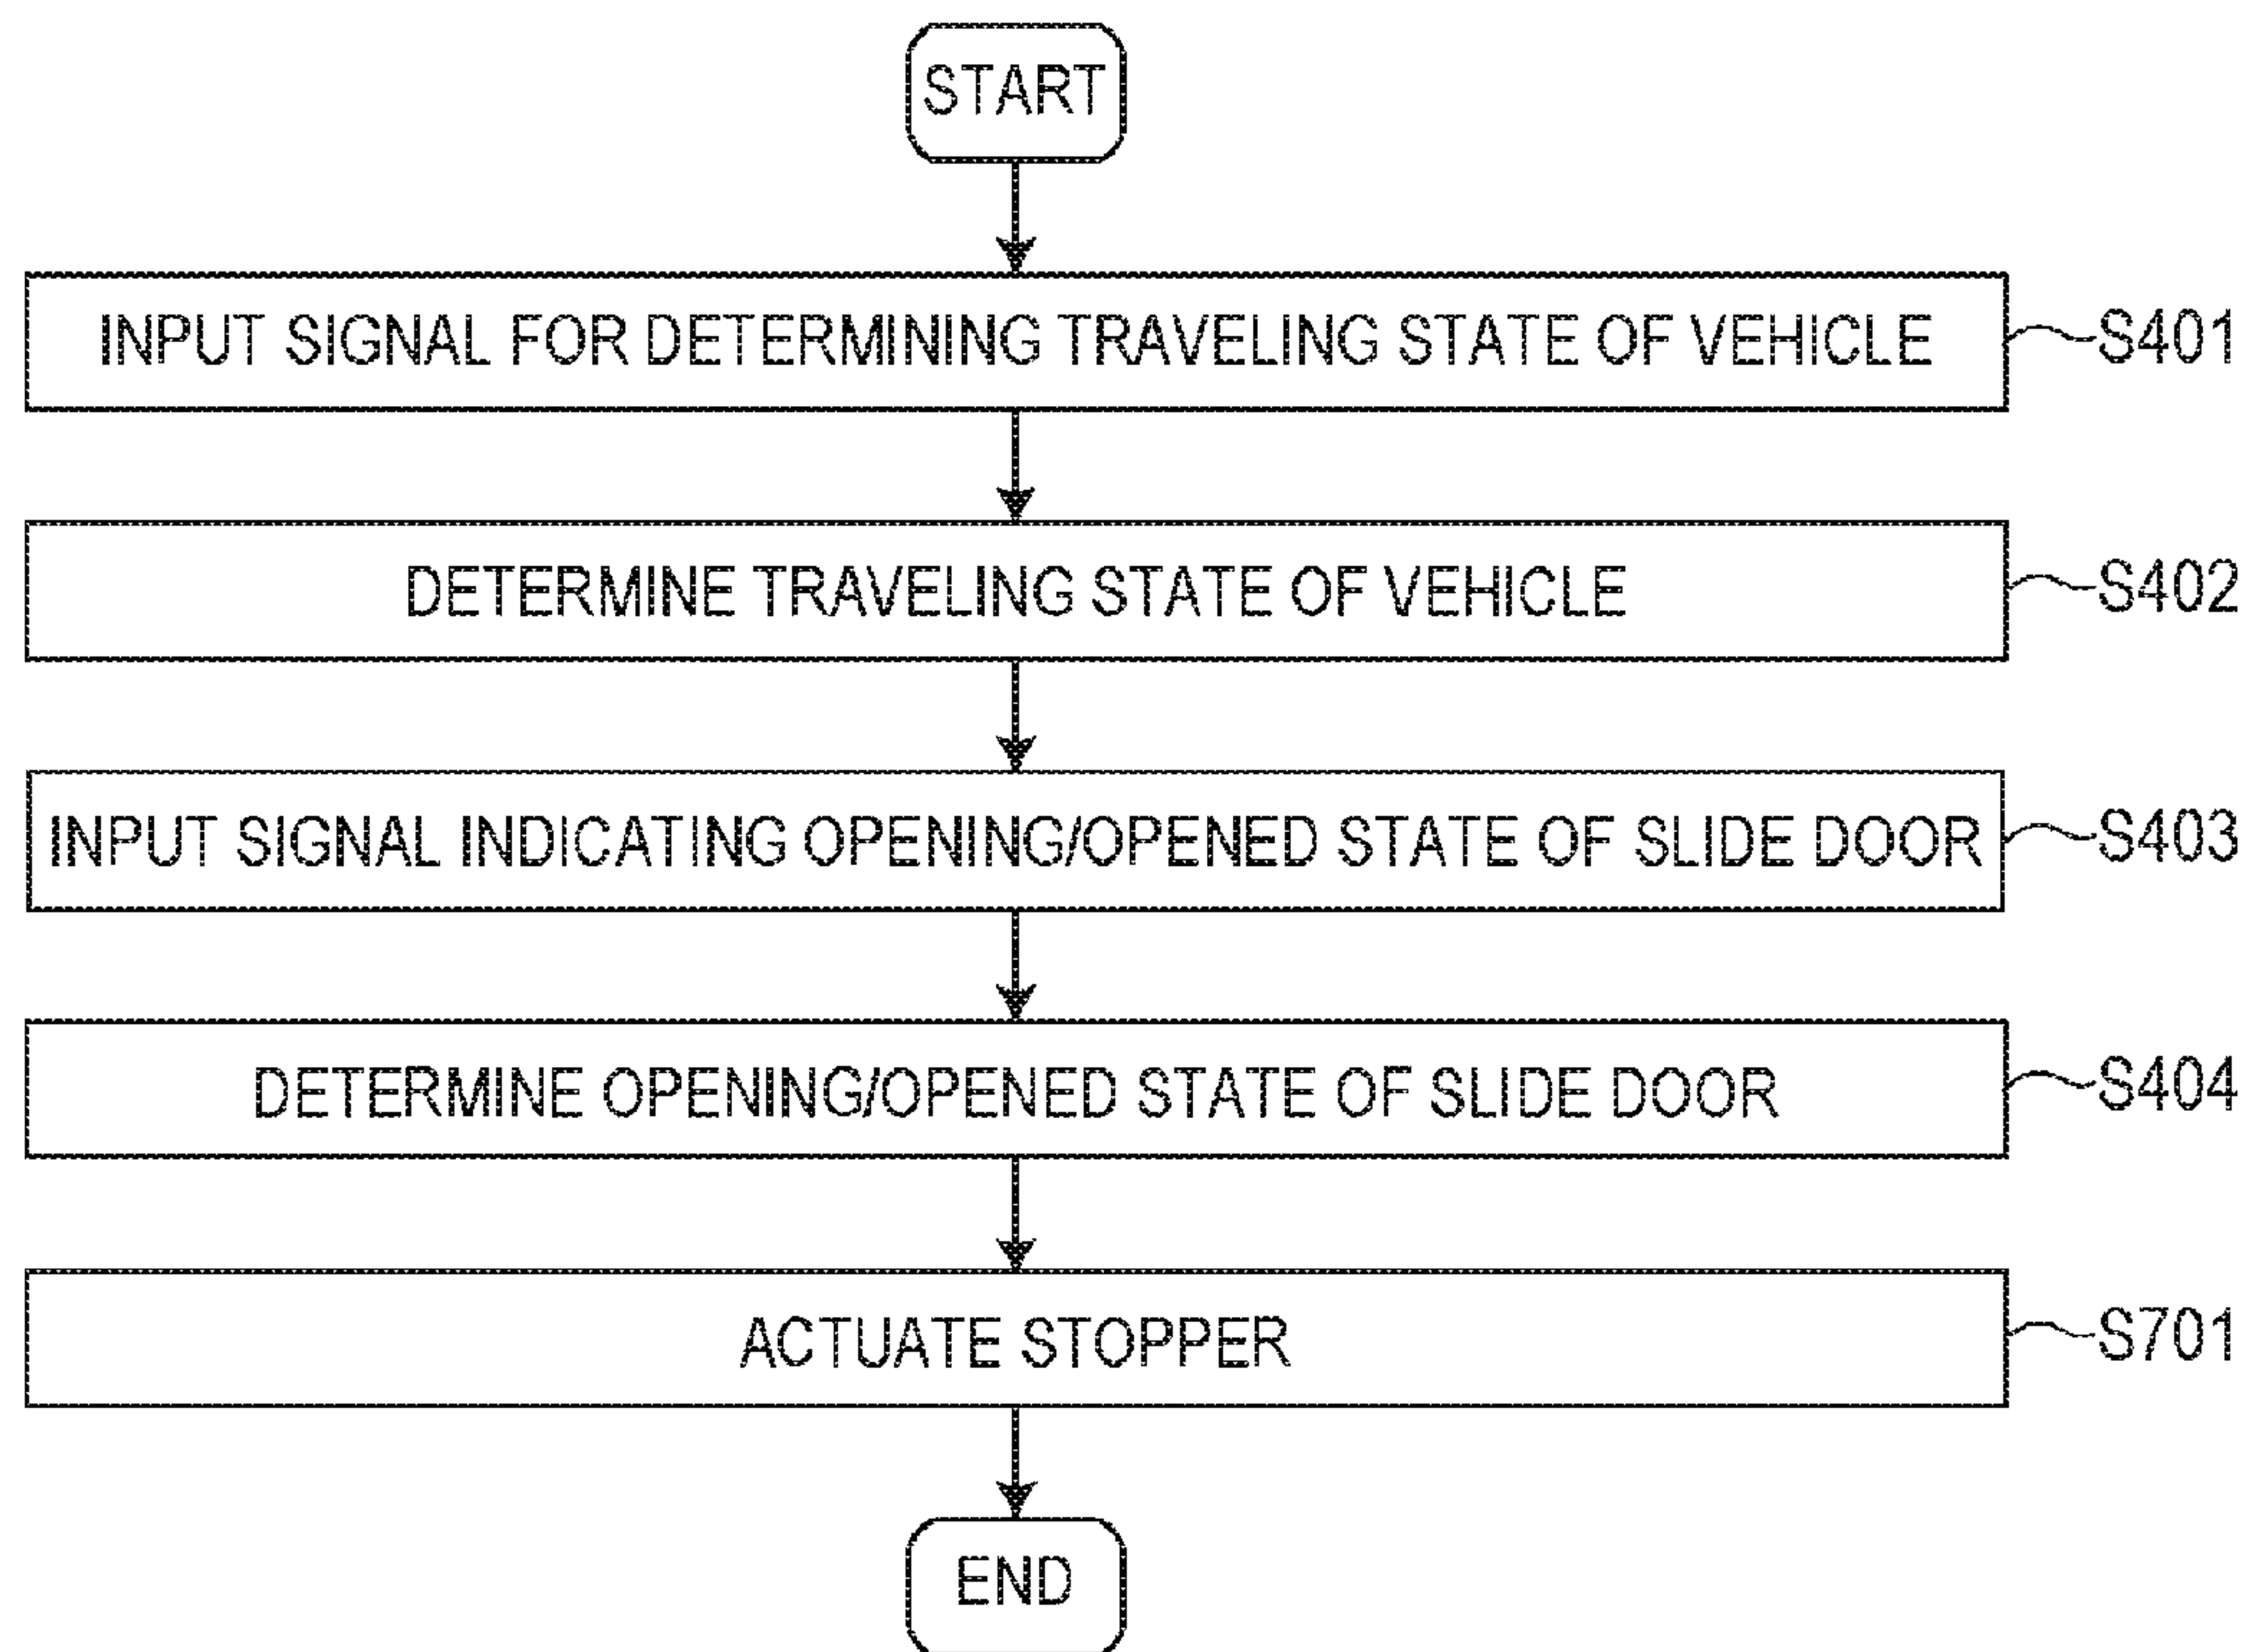 START
INPUT SIGNAL FOR DETERMINING TRAVELING STATE OF VEHICLE
S401
DETERMINE TRAVELING STATE OF VEHICLE
S402
INPUT SIGNAL INDICATING OPENING/OPENED STATE OF SLIDE DOOR
S403
DETERMINE OPENING/OPENED STATE OF SLIDE DOOR
S404
ACTUATE STOPPER
S701
END